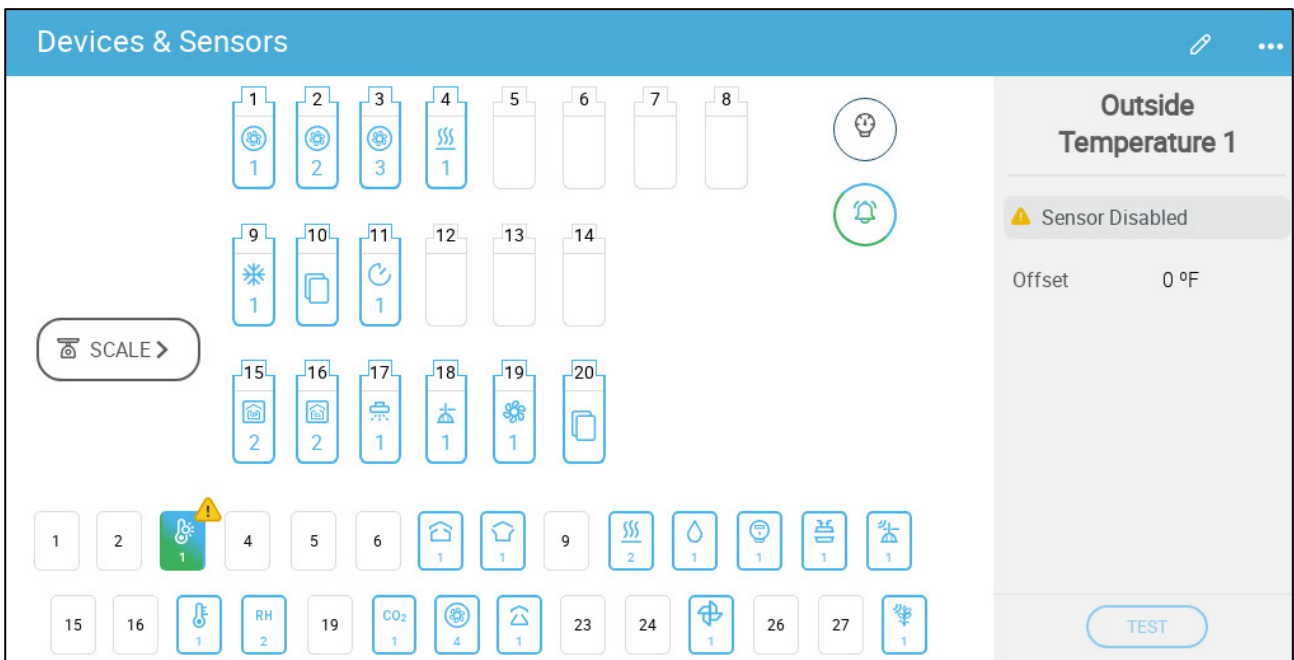 Devices & Sensors
1 2 3 4 5 6 7 8
1 2 3 1
9 10 11 12 13 14
1 1
SCALE
15 16 17 18 19 20
2 2 1 1 1
1 2 1 4 5 6 1 1 9 2 1 1 1 1
15 16 1 RH 2 19 CO₂ 1 4 1 23 24 1 26 27 1
Outside
Temperature 1
Sensor Disabled
Offset 0 ºF
TEST